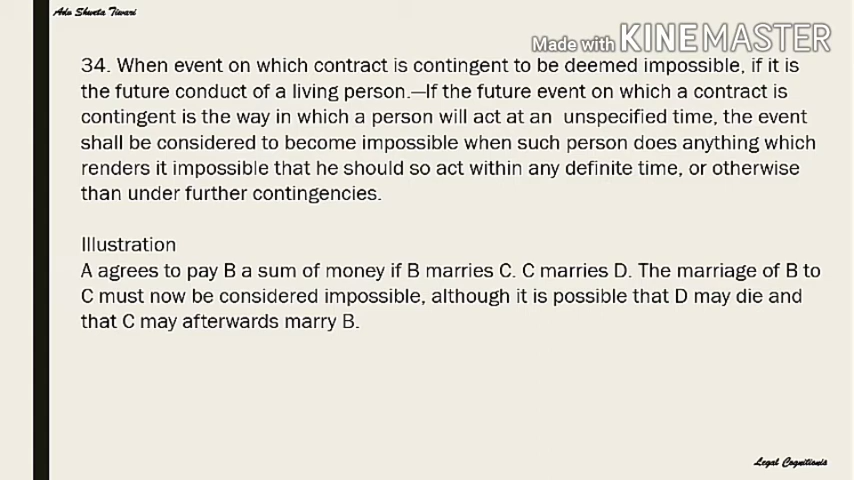 Adv Shweta Tiwari
Made with KINEMASTER
34. When event on which contract is contingent to be deemed impossible, if it is
the future conduct of a living person.—If the future event on which a contract is
contingent is the way in which a person will act at an unspecified time, the event
shall be considered to become impossible when such person does anything which
renders it impossible that he should so act within any definite time, or otherwise
than under further contingencies.
Illustration
A agrees to pay B a sum of money if B marries C. C marries D. The marriage of B to
C must now be considered impossible, although it is possible that D may die and
that C may afterwards marry B.
Legal Cognitionis